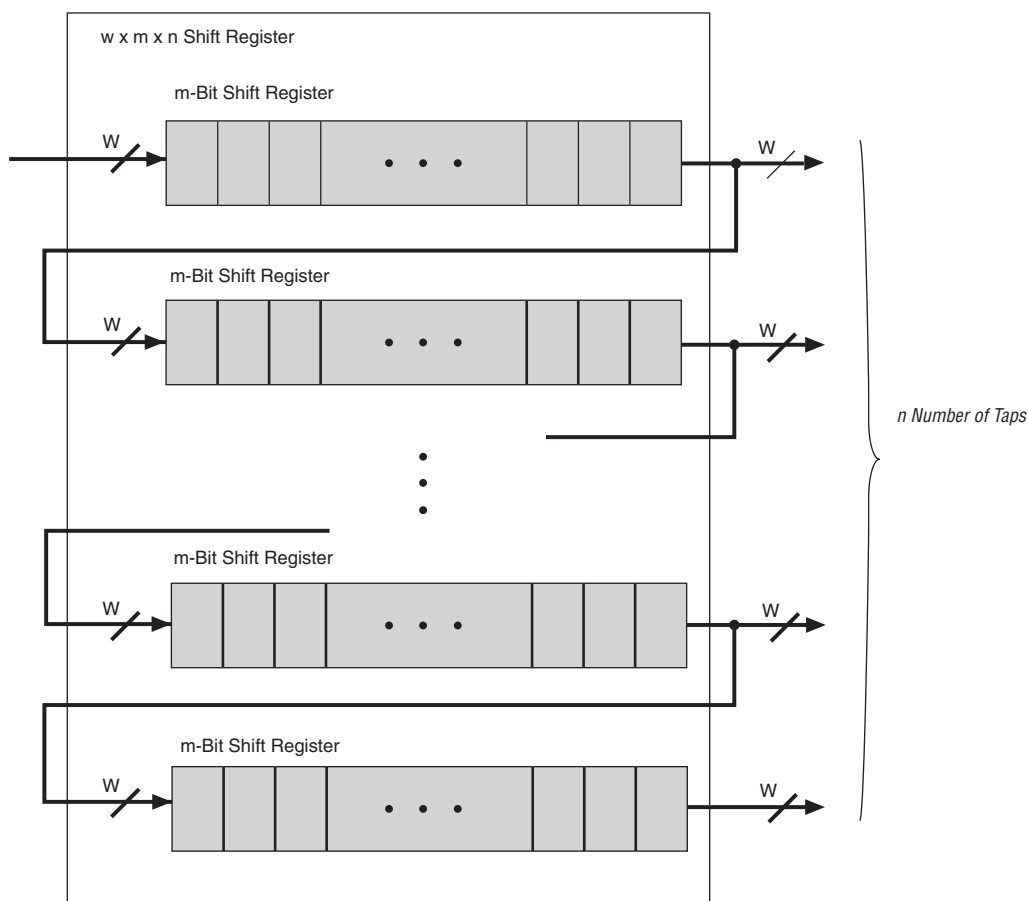 w x m x n Shift Register
m-Bit Shift Register
W
W
m-Bit Shift Register
W
W
n Number of Taps
m-Bit Shift Register
W
W
m-Bit Shift Register
W
W